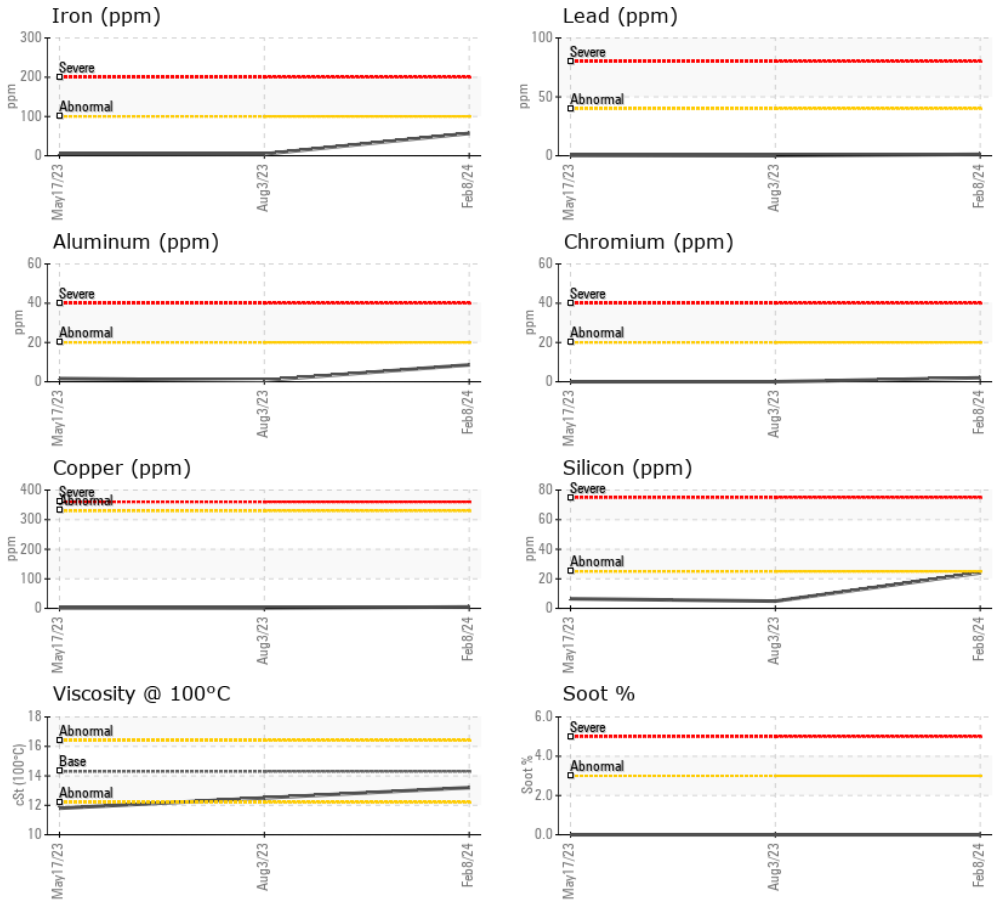 Iron (ppm)
300
200
100
0
ppm
Severe
Abnormal
May17/23
Aug3/23
Feb8/24
Lead (ppm)
100
50
0
ppm
Severe
Abnormal
May17/23
Aug3/23
Feb8/24
Aluminum (ppm)
60
40
20
0
ppm
Severe
Abnormal
May17/23
Aug3/23
Feb8/24
Chromium (ppm)
60
40
20
0
ppm
Severe
Abnormal
May17/23
Aug3/23
Feb8/24
Copper (ppm)
400
300
200
100
0
ppm
Severe
Abnormal
May17/23
Aug3/23
Feb8/24
Silicon (ppm)
80
60
40
20
0
ppm
Severe
Abnormal
May17/23
Aug3/23
Feb8/24
Viscosity @ 100°C
18
16
14
12
10
cSt (100°C)
Abnormal
Base
Abnormal
May17/23
Aug3/23
Feb8/24
Soot %
6.0
4.0
2.0
0.0
Soot %
Severe
Abnormal
May17/23
Aug3/23
Feb8/24